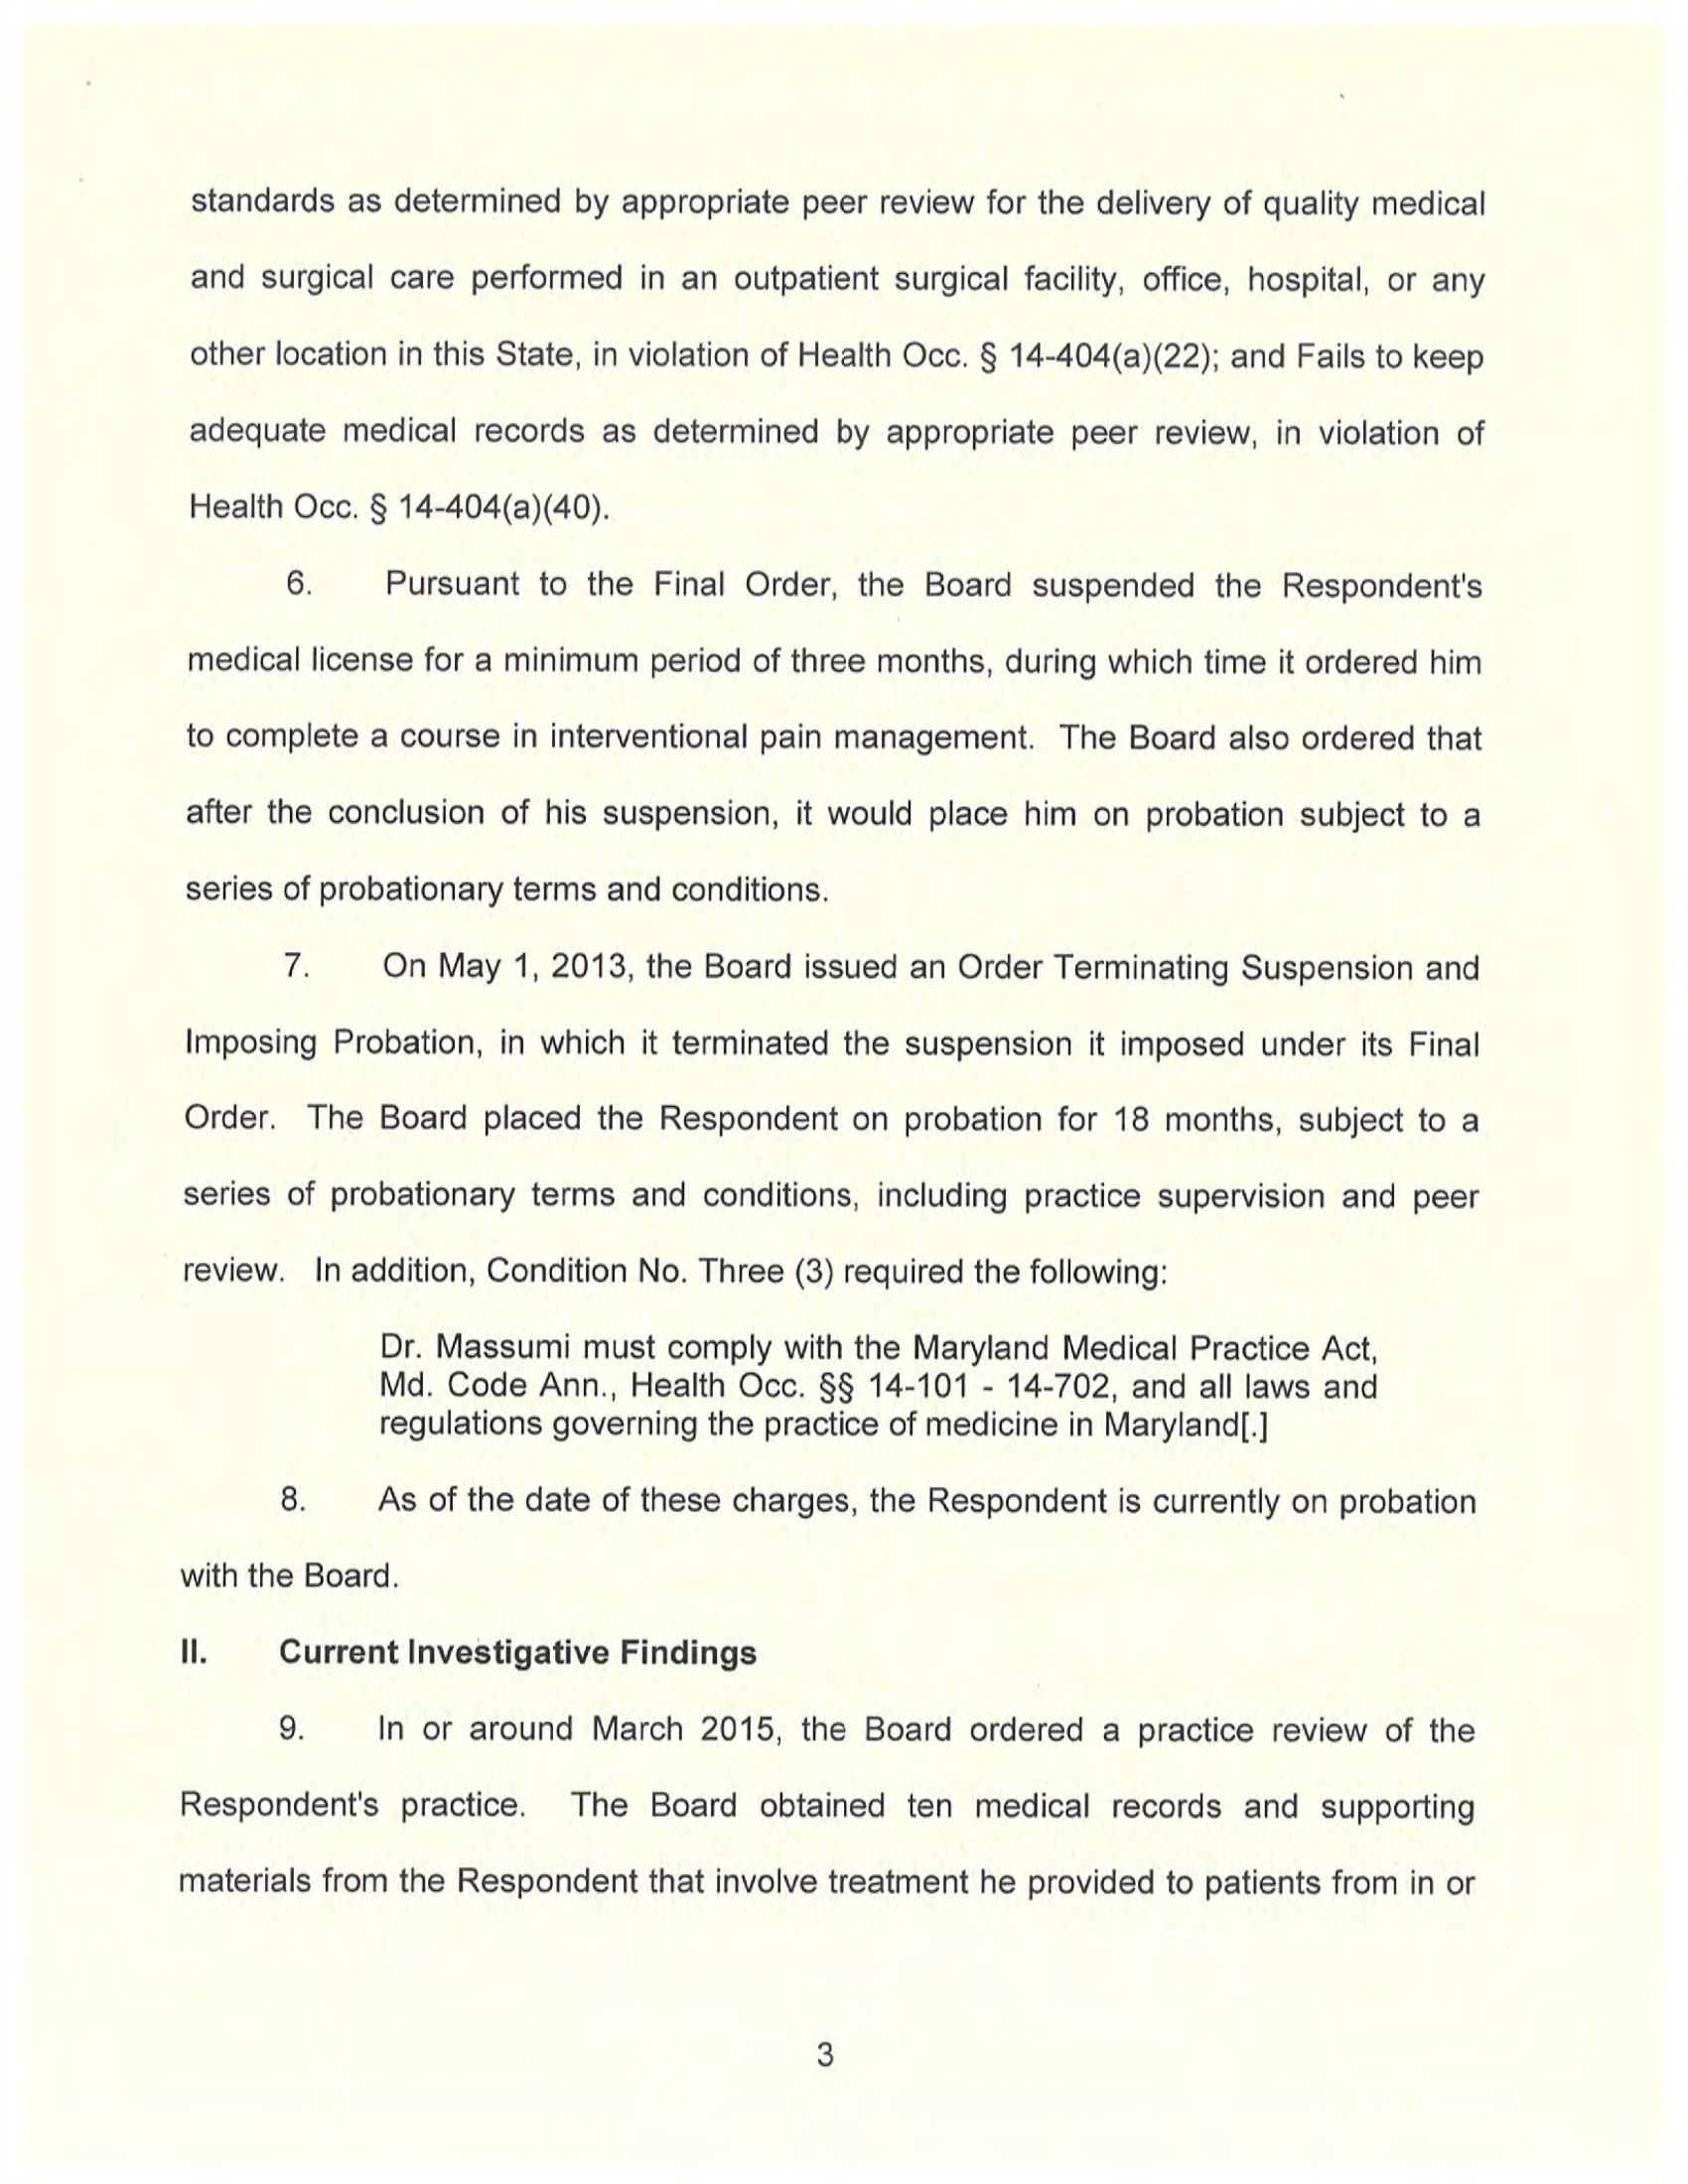 standards as determined by appropriate peer review for the delivery of quality medical
and surgical care performed in an outpatient surgical facility, office, hospital, or any
other location in this State, in violation of Health Occ. § 14-404(a)(22); and Fails to keep
adequate medical records as determined by appropriate peer review, in violation of
Health Occ. § 14-404(a)(40).
6. Pursuant to the Final Order, the Board suspended the Respondent's
medical license for a minimum period of three months, during which time it ordered him
to complete a course in interventional pain management. The Board also ordered that
after the conclusion of his suspension, it would place him on probation subject to a
series of probationary terms and conditions.
7. On May 1, 2013, the Board issued an Order Terminating Suspension and
Imposing Probation, in which it terminated the suspension it imposed under its Final
Order. The Board placed the Respondent on probation for 18 months, subject to a
series of probationary terms and conditions, including practice supervision and peer
review. In addition, Condition No. Three (3) required the following:
Dr. Massumi must comply with the Maryland Medical Practice Act,
Md. Code Ann., Health Occ. §§ 14-101 - 14-702, and all laws and
regulations governing the practice of medicine in Maryland[.]
8. As of the date of these charges, the Respondent is currently on probation
with the Board.
II. Current Investigative Findings
9. In or around March 2015, the Board ordered a practice review of the
Respondent's practice. The Board obtained ten medical records and supporting
materials from the Respondent that involve treatment he provided to patients from in or
3